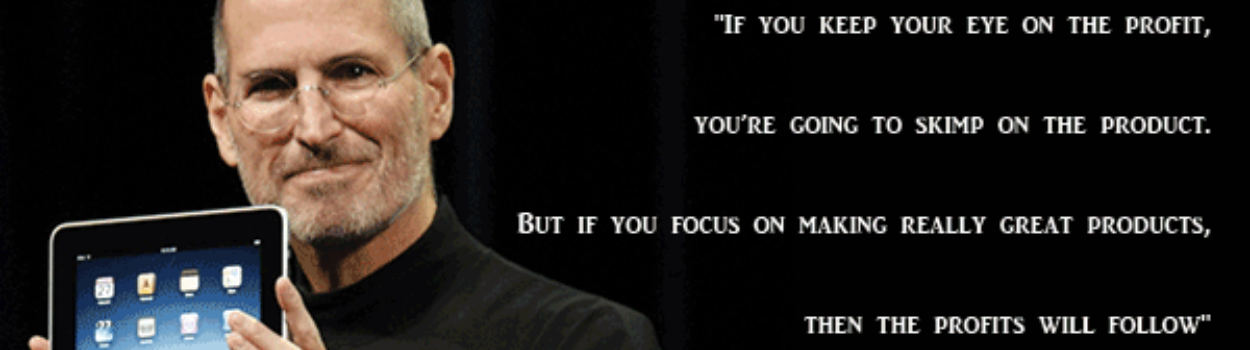 "If you keep your eye on the profit,
you're going to skimp on the product.
But if you focus on making really great products,
then the profits will follow"